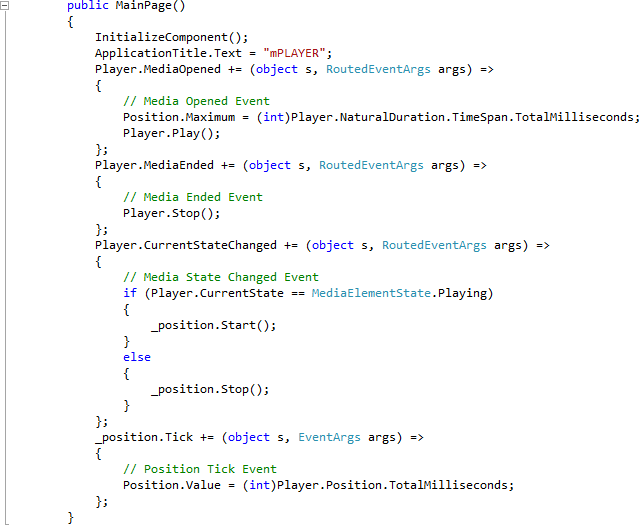 public MainPage()
{
InitializeComponent();
ApplicationTitle.Text = "mPLAYER";
Player.MediaOpened += (object s, RoutedEventArgs args) =>
{
// Media Opened Event
Position.Maximum = (int)Player.NaturalDuration.TimeSpan.TotalMilliseconds;
Player.Play();
};
Player.MediaEnded += (object s, RoutedEventArgs args) =>
{
// Media Ended Event
Player.Stop();
};
Player.CurrentStateChanged += (object s, RoutedEventArgs args) =>
{
// Media State Changed Event
if (Player.CurrentState == MediaElementState.Playing)
{
_position.Start();
}
else
{
_position.Stop();
}
};
_position.Tick += (object s, EventArgs args) =>
{
// Position Tick Event
Position.Value = (int)Player.Position.TotalMilliseconds;
};
}